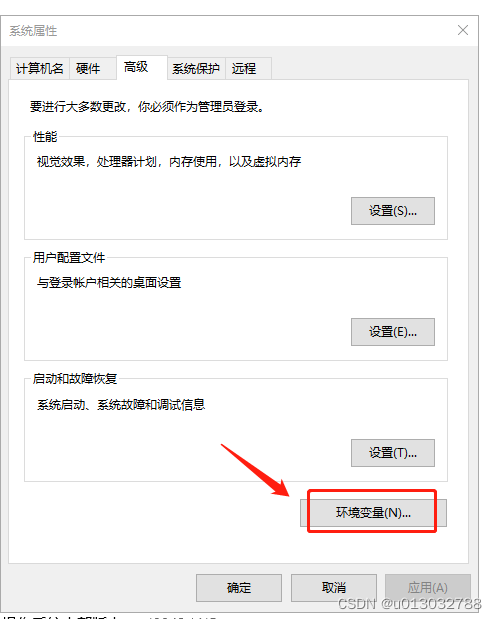 系统属性
计算机名 硬件 高级 系统保护 远程
要进行大多数更改，你必须作为管理员登录。
性能
视觉效果，处理器计划，内存使用，以及虚拟内存
设置(S)...
用户配置文件
与登录帐户相关的桌面设置
设置(E)...
启动和故障恢复
系统启动、系统故障和调试信息
设置(T)...
环境变量(N)...
确定 取消 应用(A)
CSDN @u013032788